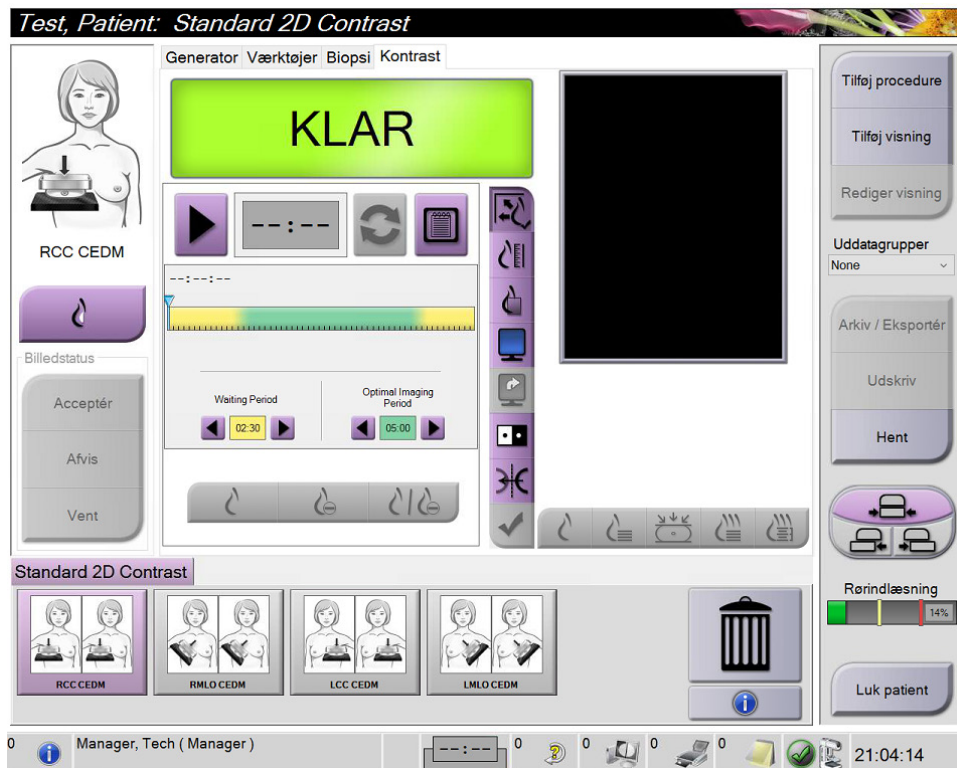 Test, Patient: Standard 2D Contrast
Generator Værktøjer Biopsi Kontrast
KLAR
RCC CEDM
--:--
--:--:--
Waiting Period
Optimal Imaging
Period
02:30
05:00
Billedstatus
Acceptér
Afvis
Vent
Tilføj procedure
Tilføj visning
Rediger visning
Uddatagrupper
None
Arkiv / Eksportér
Udskriv
Hent
Rørindlæsning
14%
Luk patient
Standard 2D Contrast
RCC CEDM
RMLO CEDM
LCC CEDM
LMLO CEDM
0
Manager, Tech ( Manager )
--:--
0
0
0
0
21:04:14